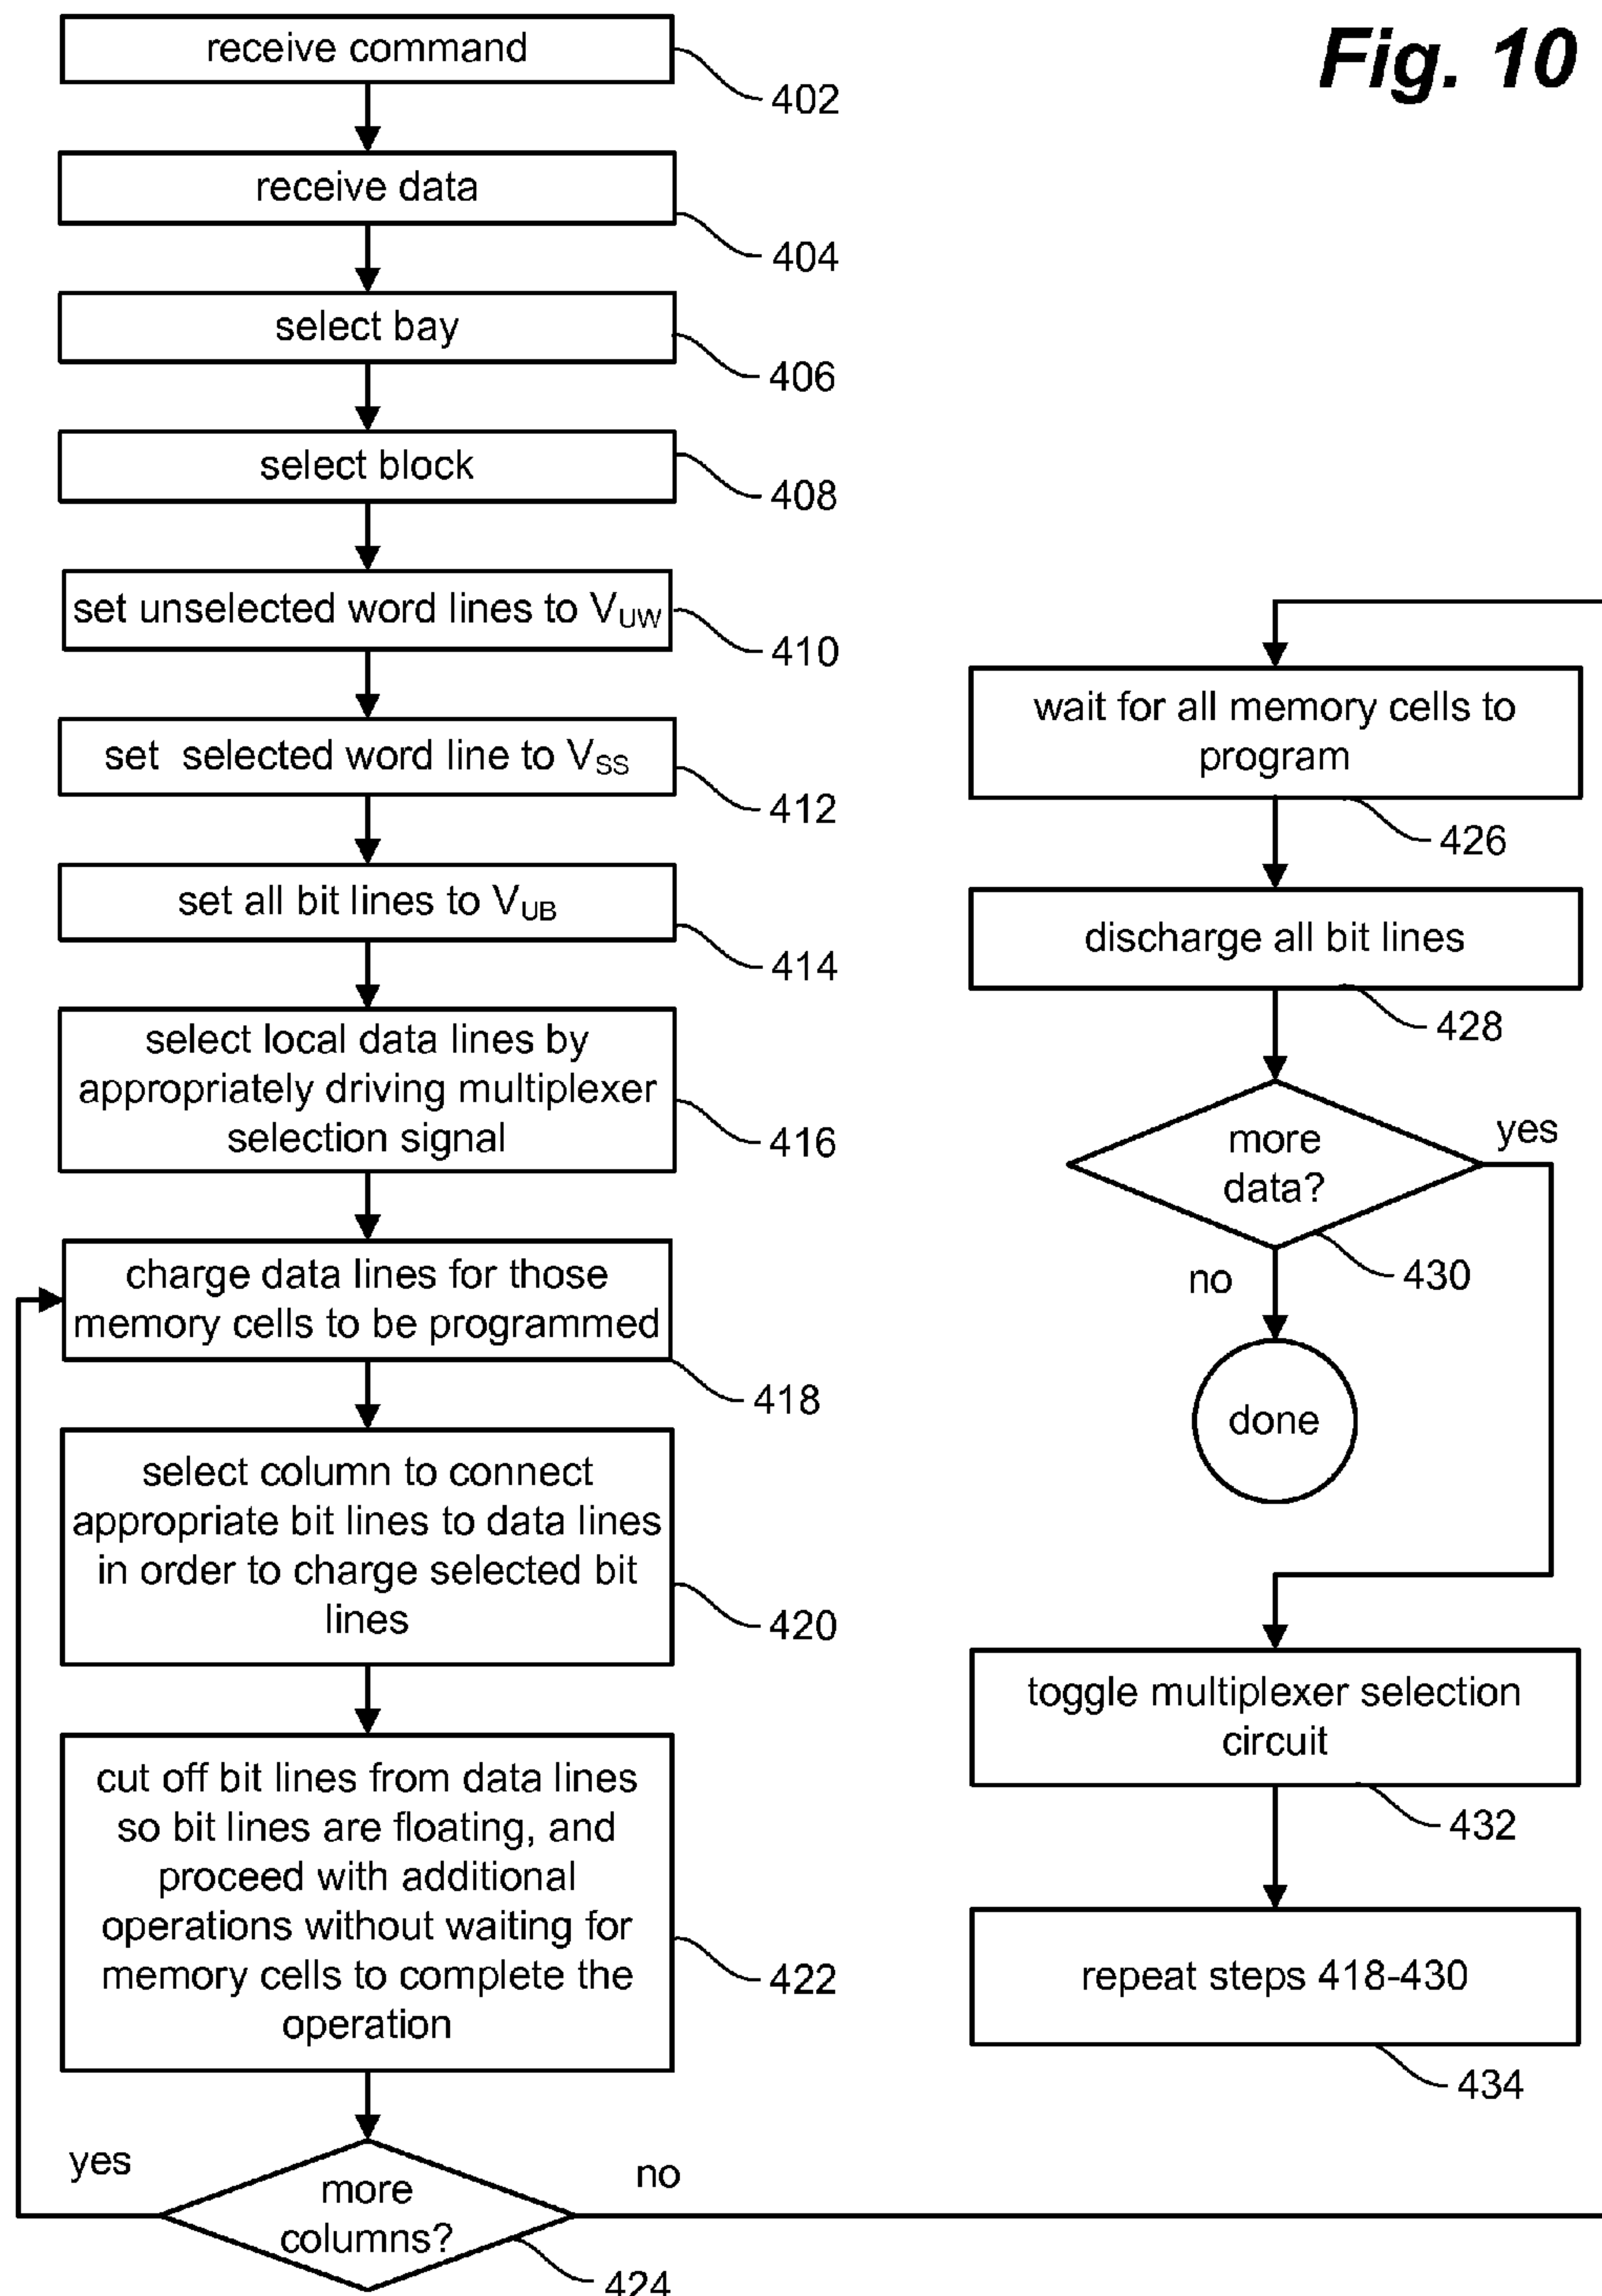 Fig. 10
receive command
402
receive data
404
select bay
406
select block
408
set unselected word lines to VUW
410
set selected word line to VSS
412
set all bit lines to VUB
414
select local data lines by
appropriately driving multiplexer
selection signal
416
charge data lines for those
memory cells to be programmed
418
select column to connect
appropriate bit lines to data lines
in order to charge selected bit
lines
420
cut off bit lines from data lines
so bit lines are floating, and
proceed with additional
operations without waiting for
memory cells to complete the
operation
422
yes
more
columns?
no
424
wait for all memory cells to
program
426
discharge all bit lines
428
more
data?
yes
430
no
done
toggle multiplexer selection
circuit
432
repeat steps 418-430
434